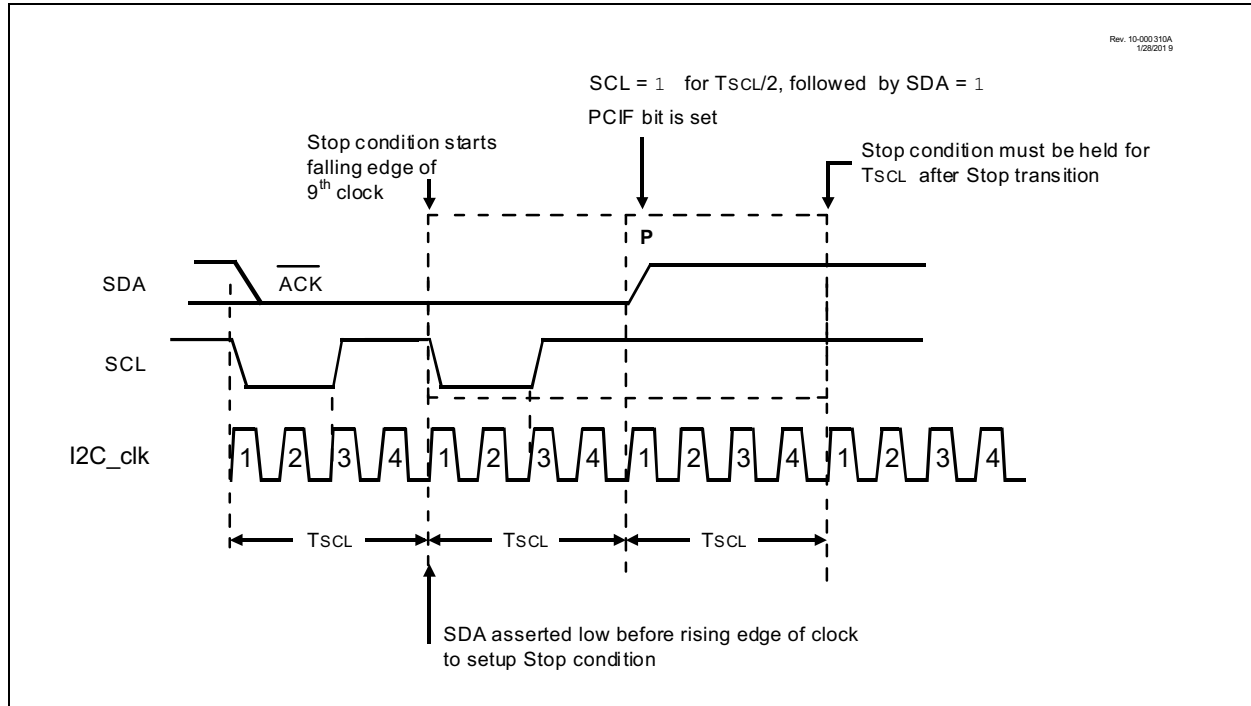 Rev. 10-000310A
1/28/2019
SCL = 1 for TSCL/2, followed by SDA = 1
PCIF bit is set
Stop condition starts
falling edge of
9th clock
Stop condition must be held for
TSCL after Stop transition
P
SDA
ACK
SCL
I2C_clk
1 2 3 4 1 2 3 4 1 2 3 4 1 2 3 4
TSCL TSCL TSCL
SDA asserted low before rising edge of clock
to setup Stop condition